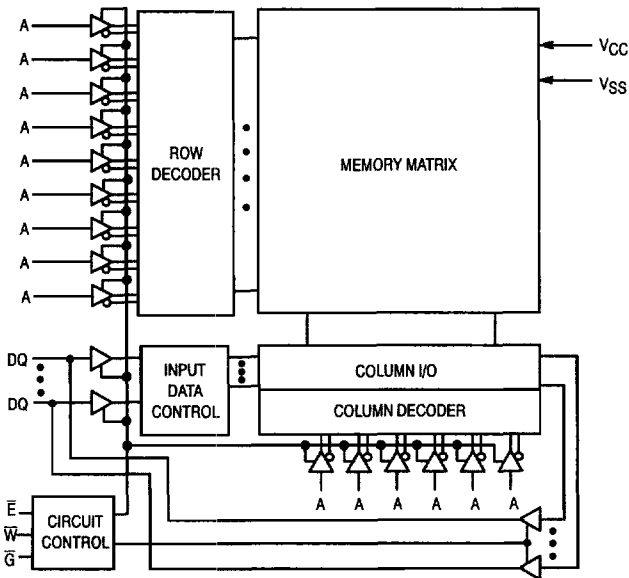 A
A
A
A
A
A
A
A
A
ROW
DECODER
MEMORY MATRIX
VCC
VSS
DQ
DQ
INPUT
DATA
CONTROL
COLUMN I/O
COLUMN DECODER
A A A A A A
E̅
W̅
G̅
CIRCUIT
CONTROL